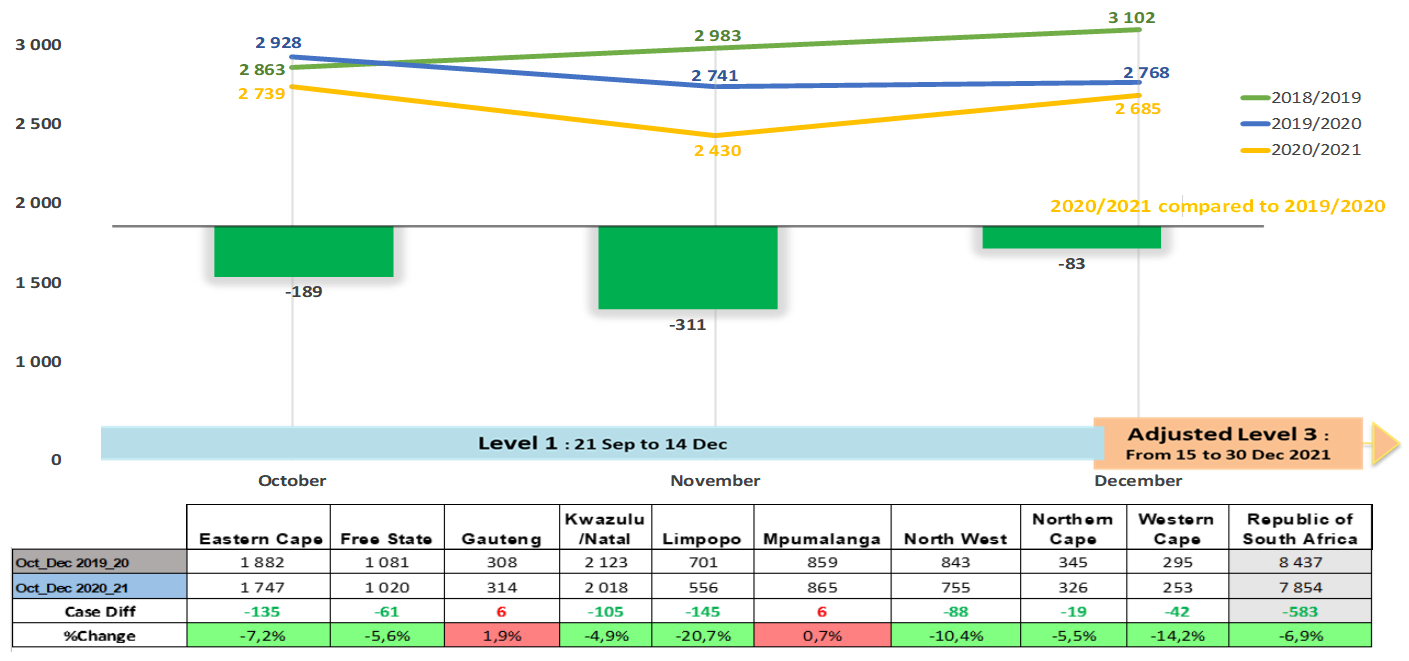 3 102
3 000
2 928
2 983
2 863
2 741
2 768
2 739
2018/2019
2 685
2 500
2019/2020
2 430
2020/2021
2 000
2020/2021 compared to 2019/2020
-83
1 500
-189
-311
1 000
Adjusted Level 3 :
Level 1 : 21 Sep to 14 Dec
From 15 to 30 Dec 2021
0
October November December
Eastern Cape Free State Gauteng Kwazulu /Natal Limpopo Mpumalanga North West Northern Cape Western Cape Republic of South Africa
Oct_Dec 2019_20 1 882 1 081 308 2 123 701 859 843 345 295 8 437
Oct_Dec 2020_21 1 747 1 020 314 2 018 556 865 755 326 253 7 854
Case Diff -135 -61 6 -105 -145 6 -88 -19 -42 -583
%Change -7,2% -5,6% 1,9% -4,9% -20,7% 0,7% -10,4% -5,5% -14,2% -6,9%